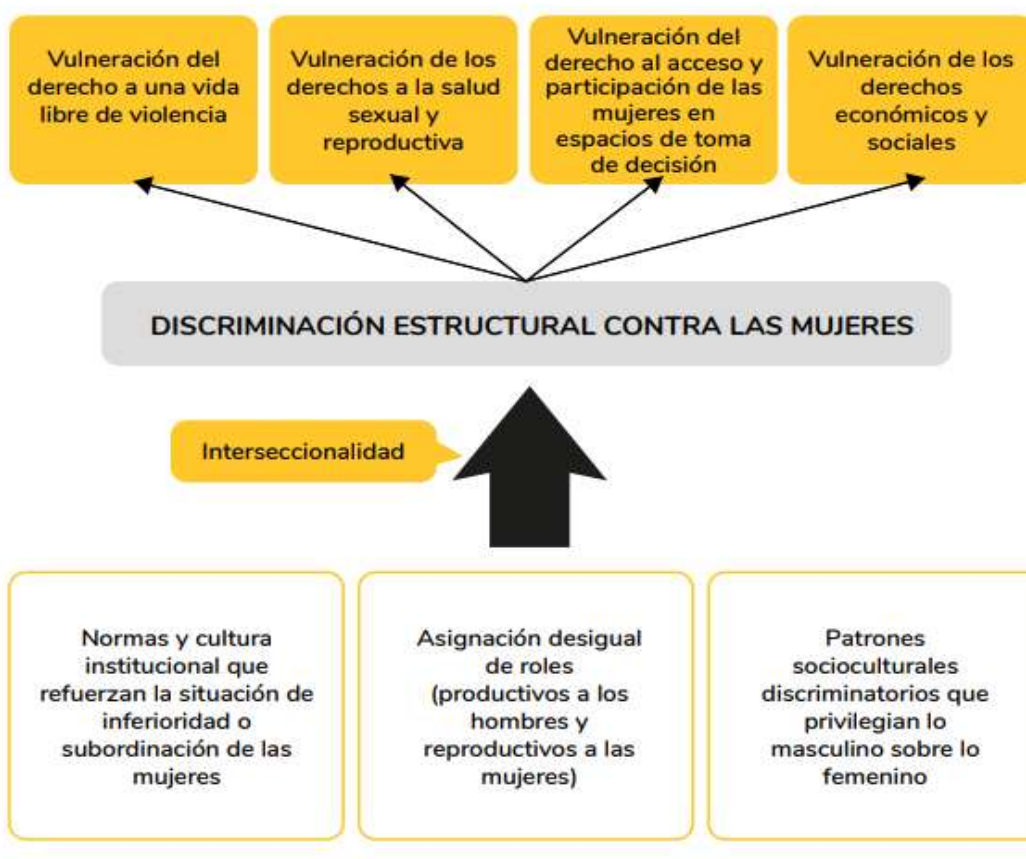 Vulneración del
derecho a una vida
libre de violencia
Vulneración de los
derechos a la salud
sexual y
reproductiva
Vulneración del
derecho al acceso y
participación de las
mujeres en
espacios de toma
de decisión
Vulneración de los
derechos
económicos y
sociales
DISCRIMINACIÓN ESTRUCTURAL CONTRA LAS MUJERES
Interseccionalidad
Normas y cultura
institucional que
refuerzan la situación de
inferioridad o
subordinación de las
mujeres
Asignación desigual
de roles
(productivos a los
hombres y
reproductivos a las
mujeres)
Patrones
socioculturales
discriminatorios que
privilegian lo
masculino sobre lo
femenino